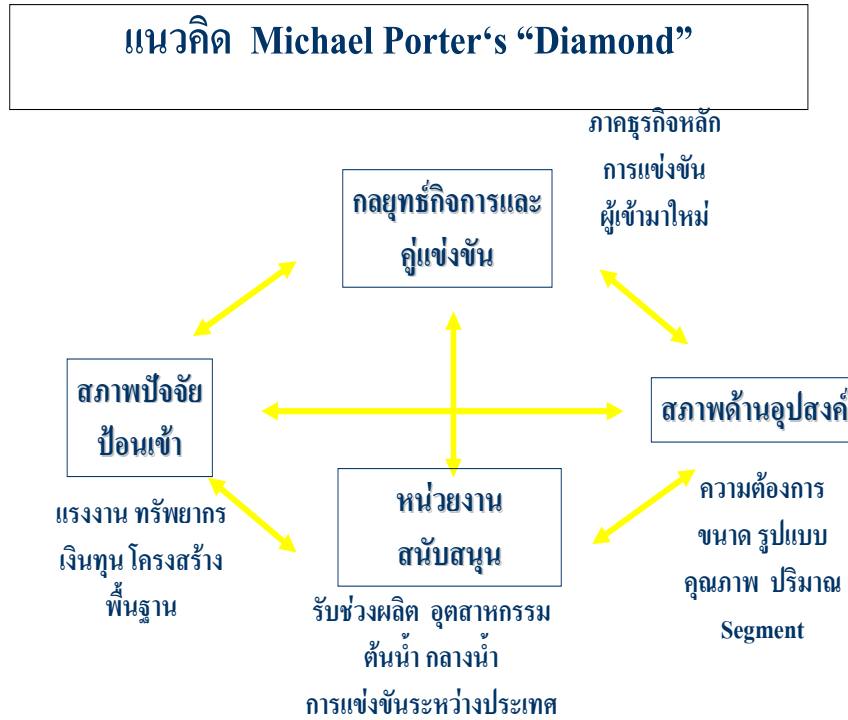 แนวคิด Michael Porter‘s “Diamond”
ภาคธุรกิจหลัก
การแข่งขัน
ผู้เข้ามาใหม่
กลยุทธ์กิจการและ
คู่แข่งขัน
สภาพปัจจัย
ป้อนเข้า
แรงงาน ทรัพยากร
เงินทุน โครงสร้าง
พื้นฐาน
สภาพด้านอุปสงค์
ความต้องการ
ขนาด รูปแบบ
คุณภาพ ปริมาณ
Segment
หน่วยงาน
สนับสนุน
รับช่วงผลิต อุตสาหกรรม
ต้นน้ำ กลางน้ำ
การแข่งขันระหว่างประเทศ